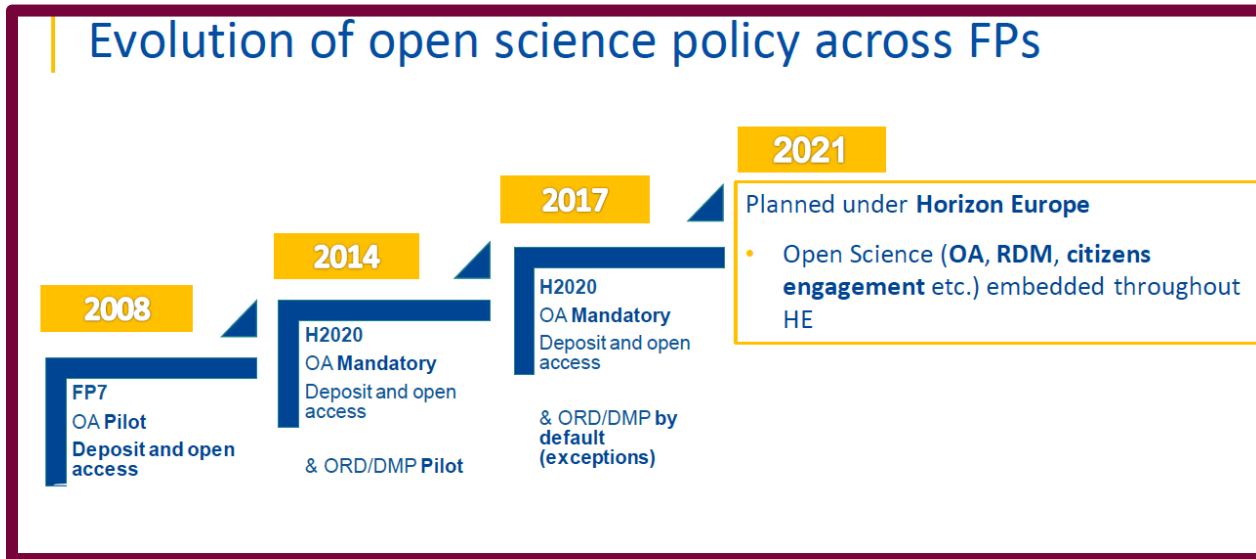 Evolution of open science policy across FPs
2008
FP7
OA Pilot
Deposit and open
access
2014
H2020
OA Mandatory
Deposit and open
access
& ORD/DMP Pilot
2017
H2020
OA Mandatory
Deposit and open
access
& ORD/DMP by
default
(exceptions)
2021
Planned under Horizon Europe
• Open Science (OA, RDM, citizens
engagement etc.) embedded throughout
HE